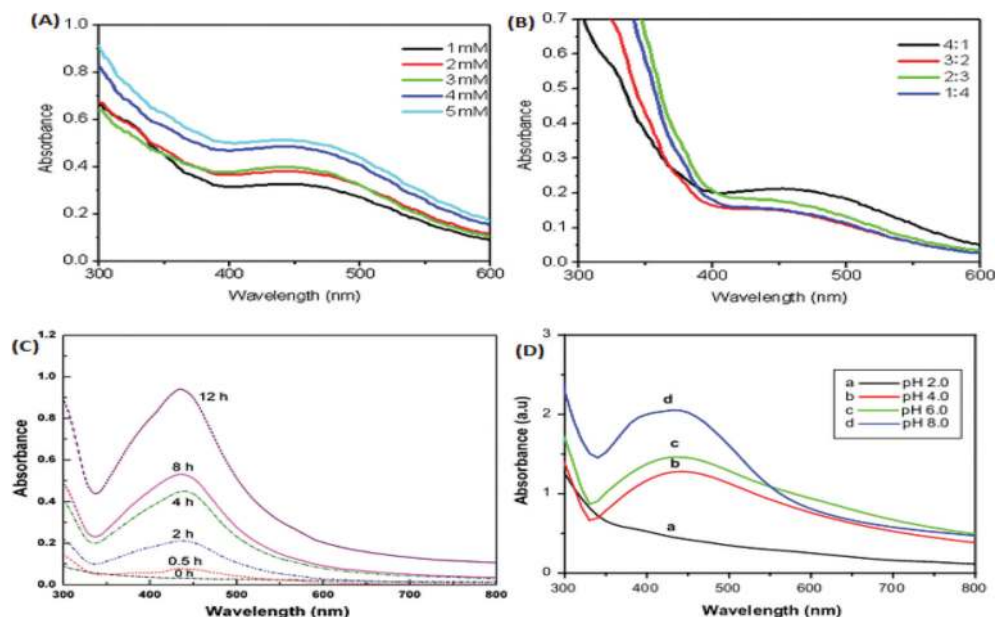 (A)
1 mM
2 mM
3 mM
4 mM
5 mM
Absorbance
1.0
0.8
0.6
0.4
0.2
0.0
300 400 500 600
Wavelength (nm)
(B)
4:1
3:2
2:3
1:4
Absorbance
0.7
0.6
0.5
0.4
0.3
0.2
0.1
0.0
300 400 500 600
Wavelength (nm)
(C)
12 h
8 h
4 h
2 h
0.5 h
0 h
Absorbance
1.2
1.0
0.8
0.6
0.4
0.2
0.0
300 400 500 600 700 800
Wavelength (nm)
(D)
a pH 2.0
b pH 4.0
c pH 6.0
d pH 8.0
d
c
b
a
Absorbance (a.u)
3
2
1
0
300 400 500 600 700 800
Wavelength (nm)